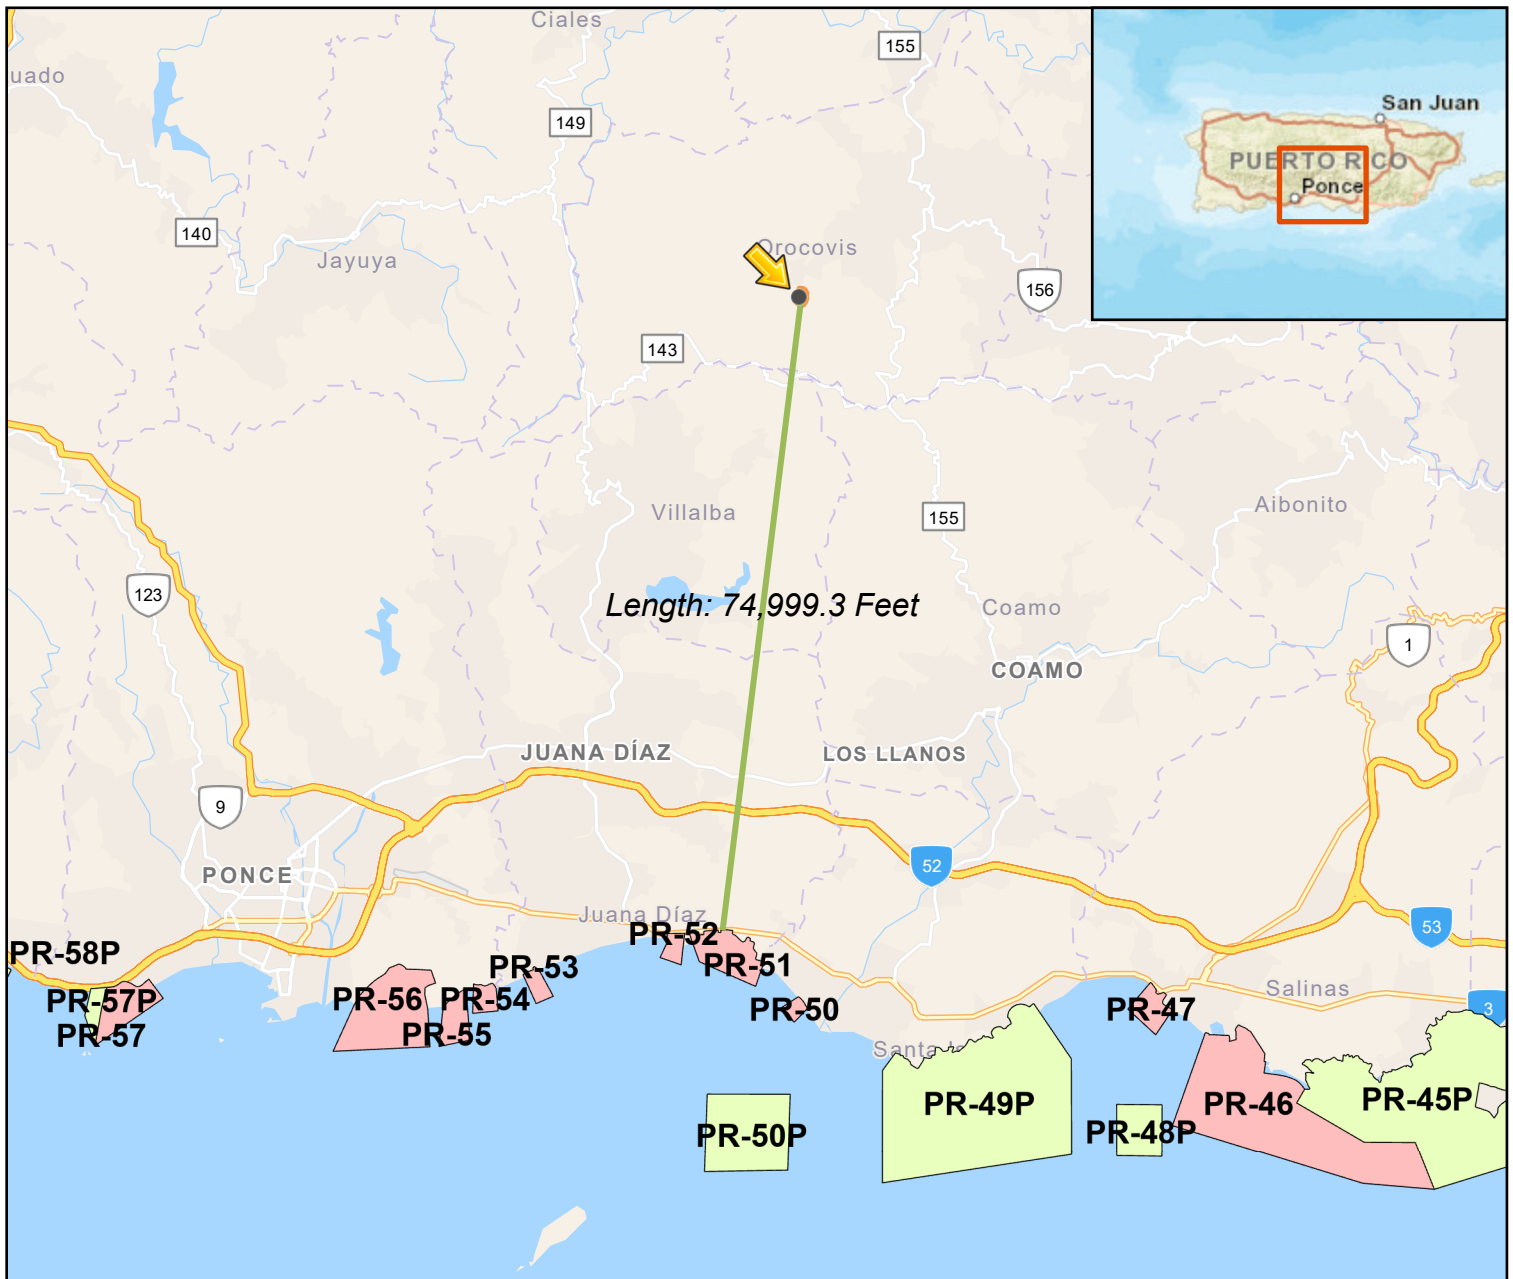 Ciales
155
San Juan
uado
149
PUERTO RICO
Ponce
140
Orocovis
Jayuya
156
143
Villalba
155
Aibonito
123
Length: 74,999.3 Feet
Coamo
1
COAMO
JUANA DÍAZ
LOS LLANOS
9
52
PONCE
Juana Díaz
53
PR-52
PR-58P
PR-51
PR-53
Salinas
PR-57P
PR-56
PR-54
PR-50
PR-47
3
PR-57
PR-55
Santa Is
PR-49P
PR-46
PR-45P
PR-50P
PR-48P